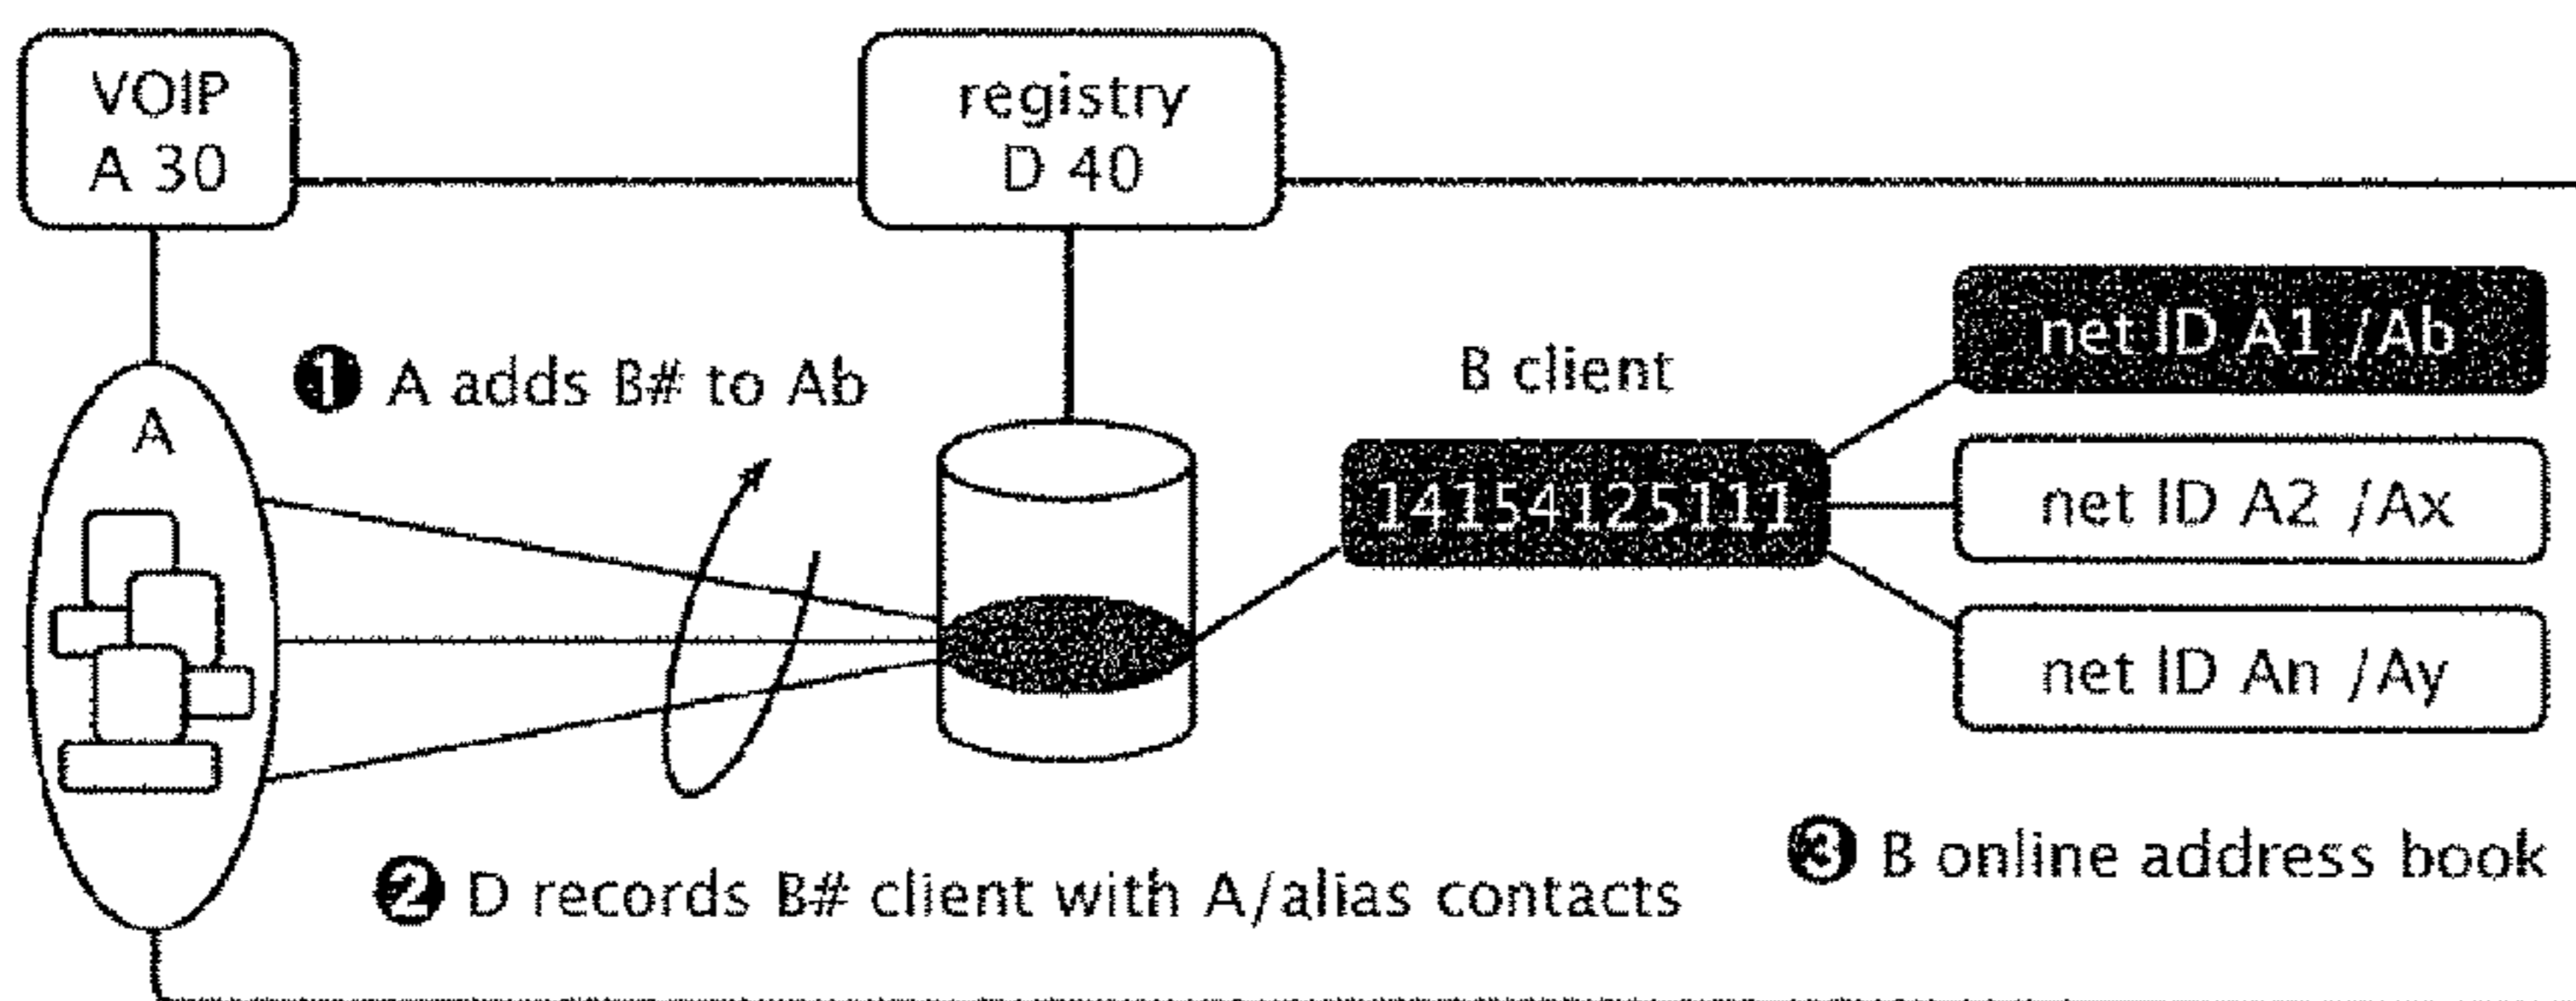 VOIP
A 30
registry
D 40
❶ A adds B# to Ab
A
B client
14154125111
net ID A1 /Ab
net ID A2 /Ax
net ID An /Ay
❷ D records B# client with A/alias contacts
❸ B online address book